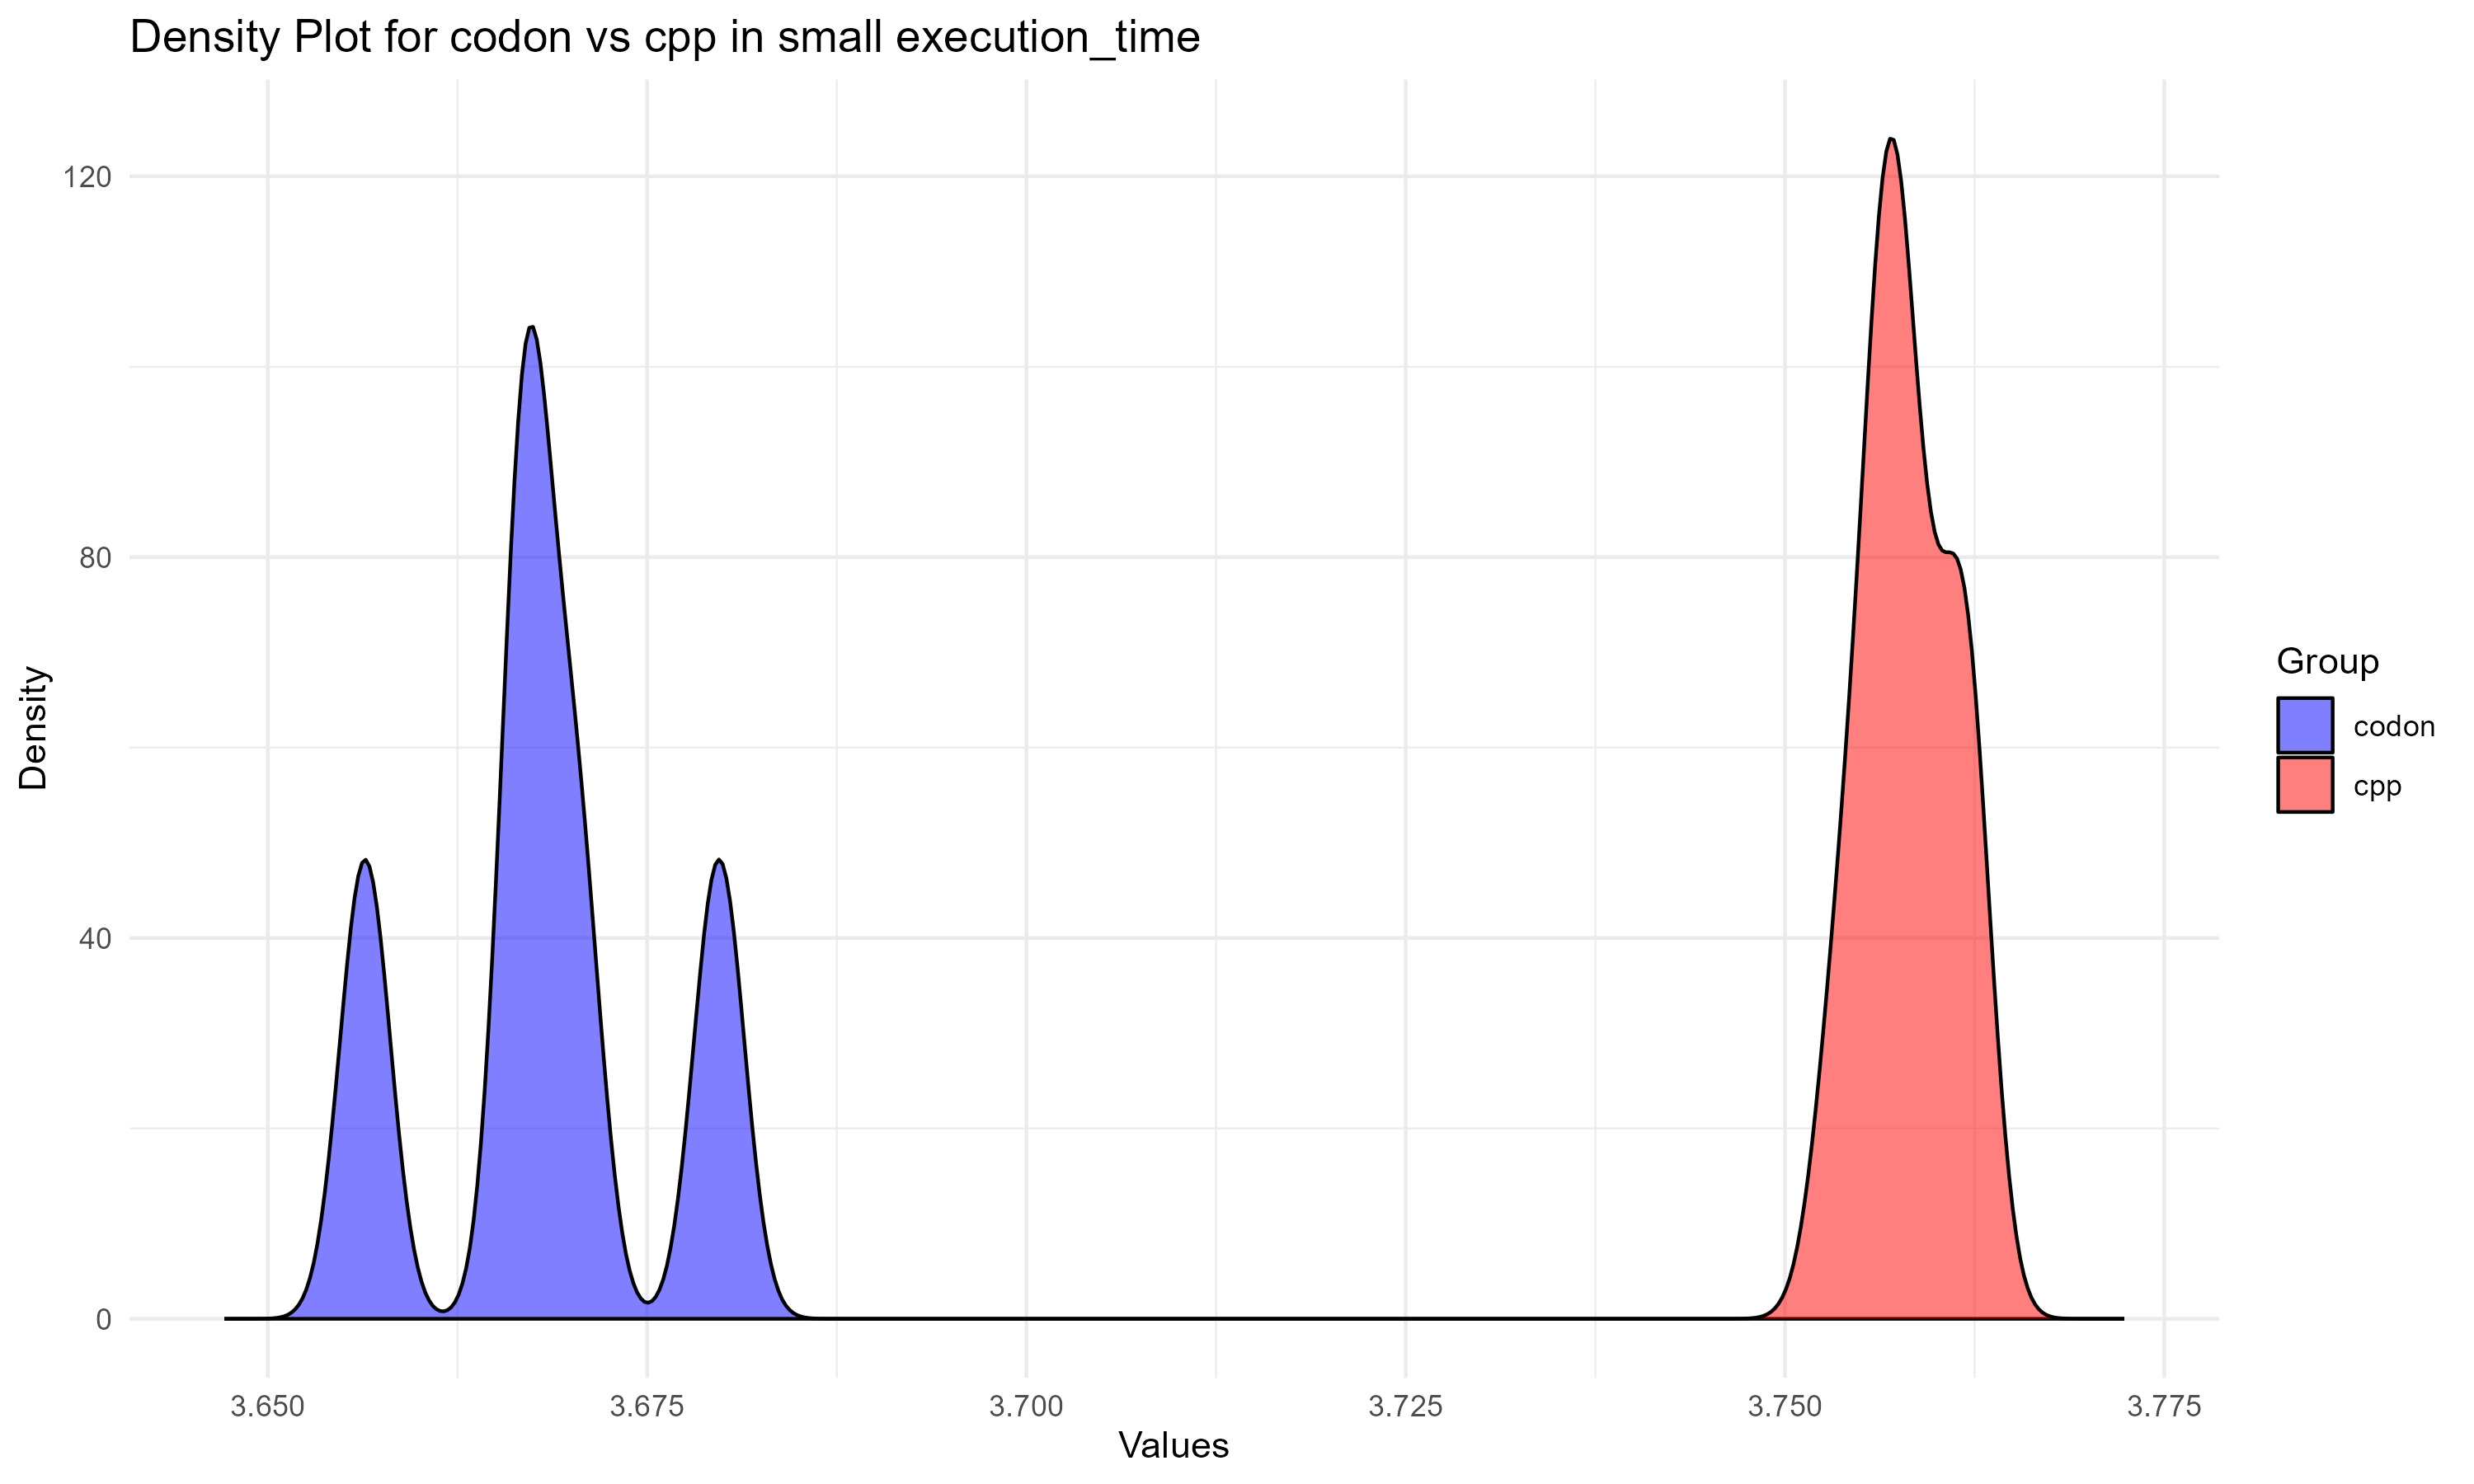 Density Plot for codon vs cpp in small execution_time
120
80
40
0
Density
3.650 3.675 3.700 3.725 3.750 3.775
Values
Group
codon
cpp